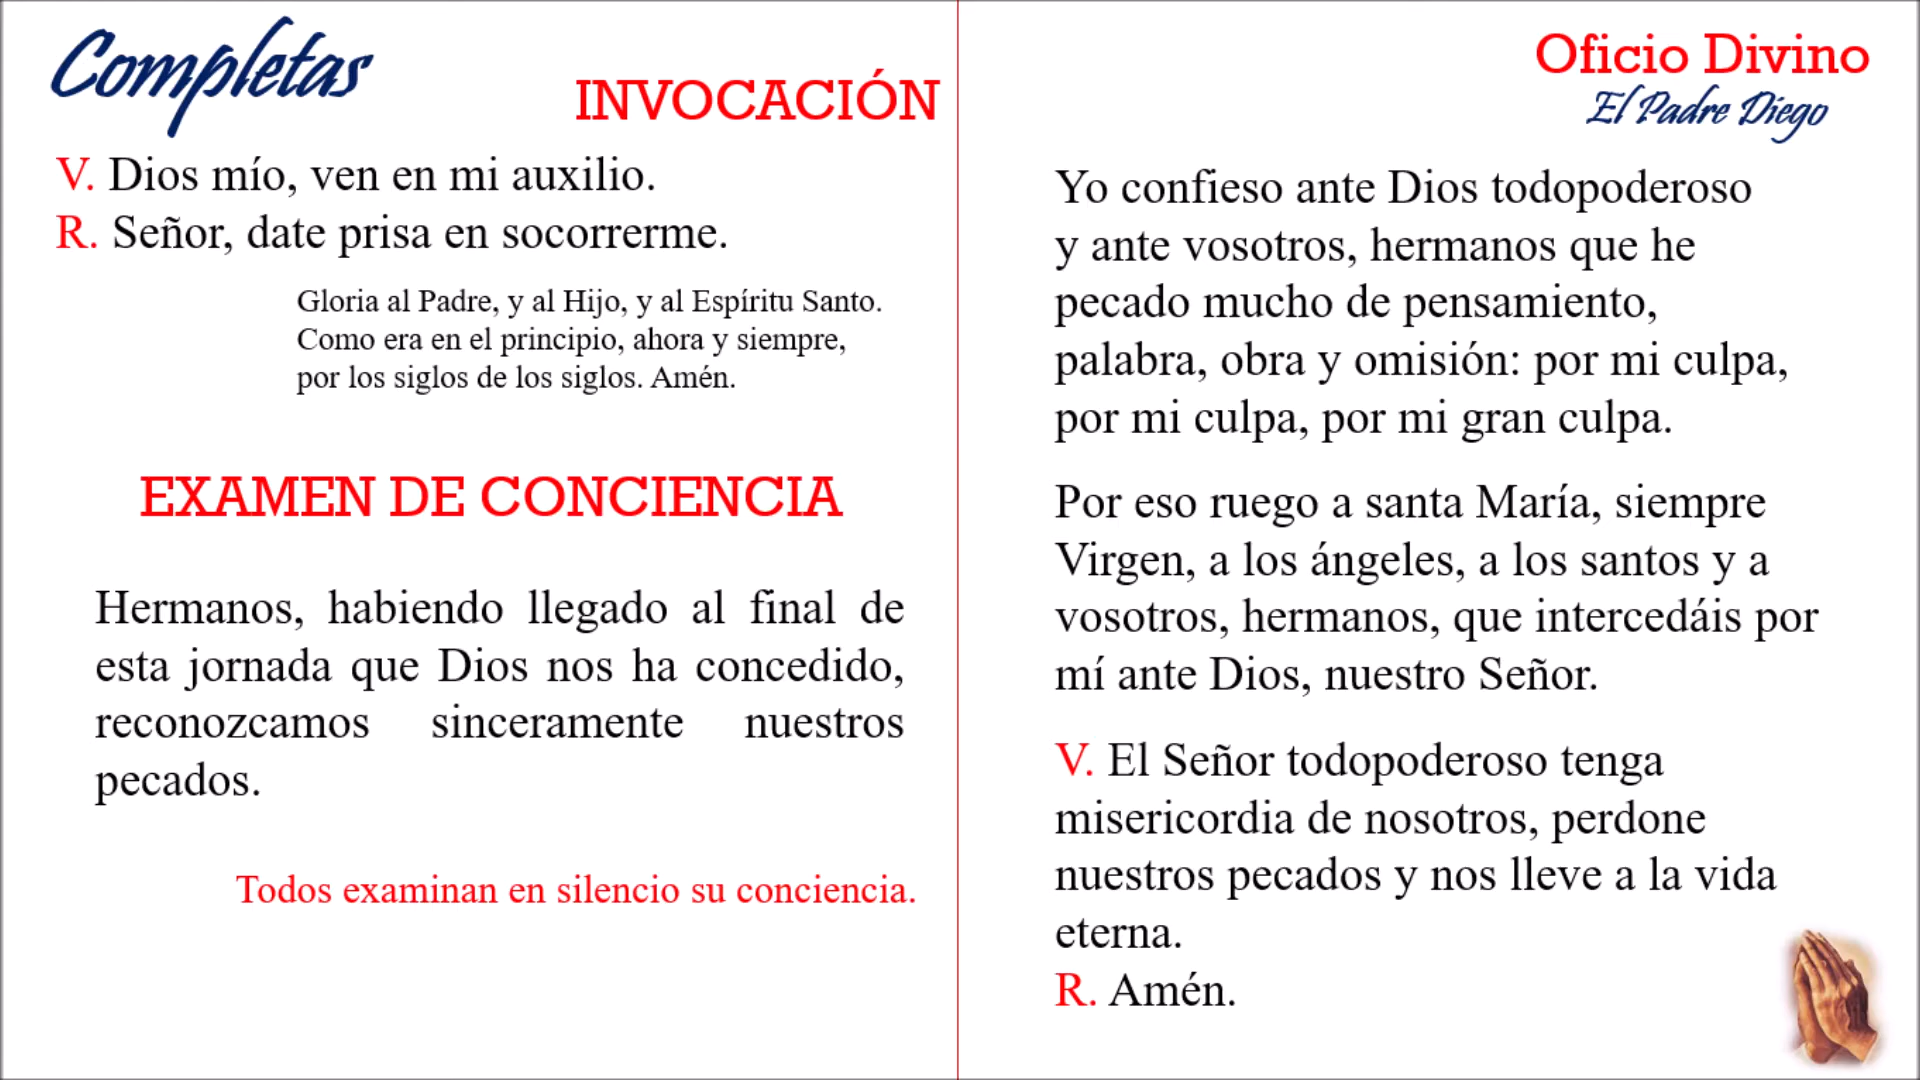 Completas
INVOCACIÓN
V. Dios mío, ven en mi auxilio.
R. Señor, date prisa en socorrerme.
Gloria al Padre, y al Hijo, y al Espíritu Santo.
Como era en el principio, ahora y siempre,
por los siglos de los siglos. Amén.
EXAMEN DE CONCIENCIA
Hermanos, habiendo llegado al final de
esta jornada que Dios nos ha concedido,
reconozcamos sinceramente nuestros
pecados.
Todos examinan en silencio su conciencia.
Oficio Divino
El Padre Diego
Yo confieso ante Dios todopoderoso
y ante vosotros, hermanos que he
pecado mucho de pensamiento,
palabra, obra y omisión: por mi culpa,
por mi culpa, por mi gran culpa.
Por eso ruego a santa María, siempre
Virgen, a los ángeles, a los santos y a
vosotros, hermanos, que intercedáis por
mí ante Dios, nuestro Señor.
V. El Señor todopoderoso tenga
misericordia de nosotros, perdone
nuestros pecados y nos lleve a la vida
eterna.
R. Amén.